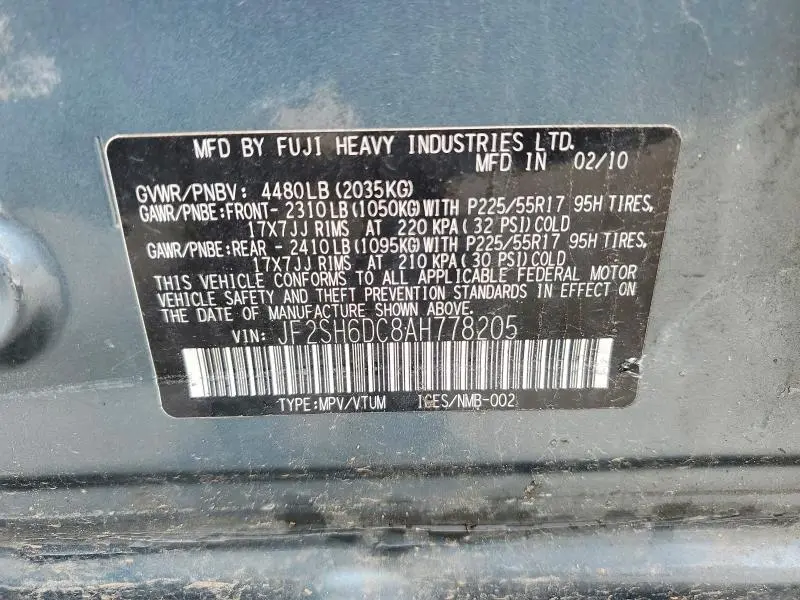 MFD BY FUJI HEAVY INDUSTRIES LTD.
MFD IN 02/10
GVWR/PNBV: 4480LB (2035KG)
GAWR/PNBE:FRONT- 2310LB (1050KG) WITH P225/55R17 95H TIRES,
17X7JJ RIMS AT 220 KPA( 32 PSI) COLD
GAWR/PNBE:REAR - 2410LB (1095KG) WITH P225/55R17 95H TIRES,
17X7JJ RIMS AT 210 KPA( 30 PSI) COLD
THIS VEHICLE CONFORMS TO ALL APPLICABLE FEDERAL MOTOR
VEHICLE SAFETY AND THEFT PREVENTION STANDARDS IN EFFECT ON
THE DATE OF MANUFACTURE SHOWN ABOVE.
VIN: JF2SH6DC8AH778205
TYPE:MPV/VTUM ICES/NMB-002